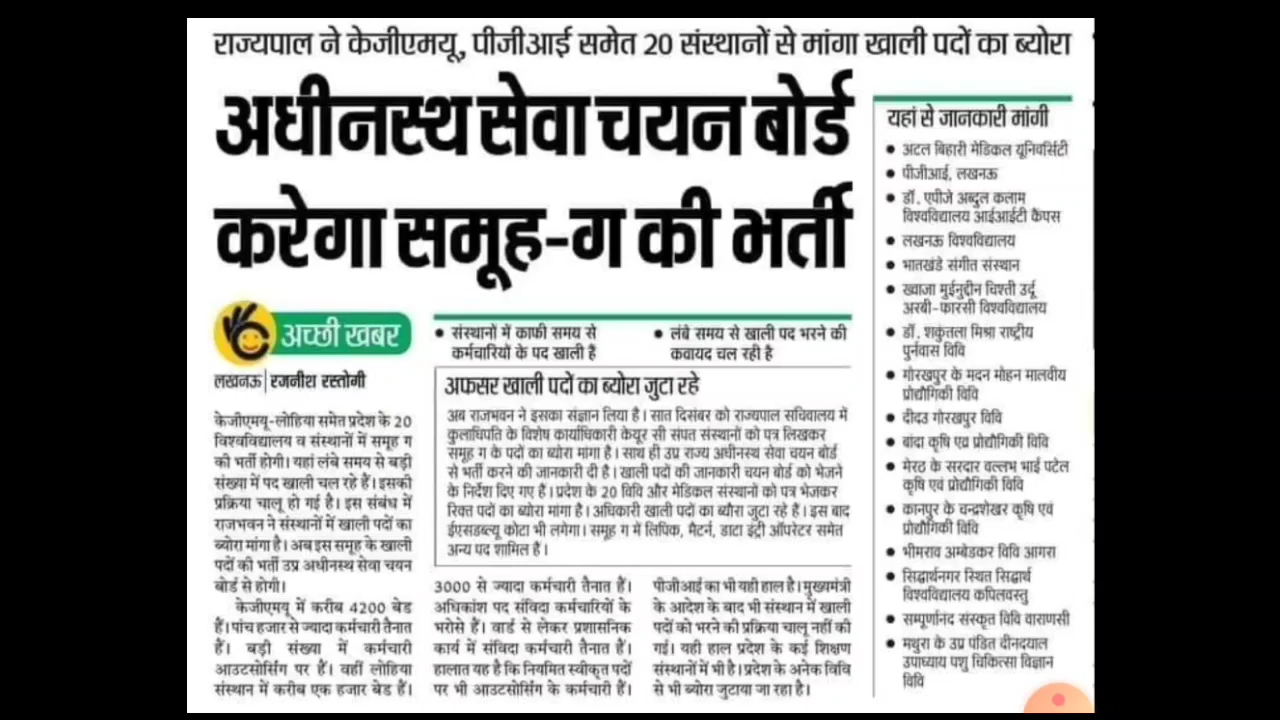 राज्यपाल ने केजीएमयू, पीजीआई समेत 20 संस्थानों से मांगा खाली पदों का ब्योरा
अधीनस्थ सेवा चयन बोर्ड
करेगा समूह-ग की भर्ती
अच्छी खबर
लखनऊ | रजनीश रस्तोगी
केजीएमयू-लोहिया समेत प्रदेश के 20
विश्वविद्यालय व संस्थानों में समूह ग
की भर्ती होगी। यहां लंबे समय से बड़ी
संख्या में पद खाली चल रहे हैं। इसकी
प्रक्रिया चालू हो गई है। इस संबंध में
राजभवन ने संस्थानों में खाली पदों का
ब्योरा मांगा है। अब इस समूह के खाली
पदों की भर्ती उप्र अधीनस्थ सेवा चयन
बोर्ड से होगी।
केजीएमयू में करीब 4200 बेड
हैं। पांच हजार से ज्यादा कर्मचारी तैनात
हैं। बड़ी संख्या में कर्मचारी
आउटसोर्सिंग पर हैं। वहीं लोहिया
संस्थान में करीब एक हजार बेड हैं।
• संस्थानों में काफी समय से
कर्मचारियों के पद खाली है
• लंबे समय से खाली पद भरने की
कवायद चल रही है
अफसर खाली पदों का ब्योरा जुटा रहे
अब राजभवन ने इसका संज्ञान लिया है। सात दिसंबर को राज्यपाल सचिवालय में
कुलाधिपति के विशेष कार्याधिकारी केयूर सी संपत संस्थानों को पत्र लिखकर
समूह ग के पदों का ब्योरा मांगा है। साथ ही उप्र राज्य अधीनस्थ सेवा चयन बोर्ड
से भर्ती करने की जानकारी दी है। खाली पदों की जानकारी चयन बोर्ड को भेजने
के निर्देश दिए गए हैं। प्रदेश के 20 विवि और मेडिकल संस्थानों को पत्र भेजकर
रिक्त पदों का ब्योरा मांगा है। अधिकारी खाली पदों का ब्यौरा जुटा रहे हैं। इस बाद
ईएसडब्ल्यू कोटा भी लगेगा। समूह ग में लिपिक, मैटर्न, डाटा इंट्री ऑपरेटर समेत
अन्य पद शामिल हैं।
3000 से ज्यादा कर्मचारी तैनात हैं।
अधिकांश पद संविदा कर्मचारियों के
भरोसे हैं। वार्ड से लेकर प्रशासनिक
कार्य में संविदा कर्मचारी तैनात हैं।
हालात यह है कि नियमित स्वीकृत पदों
पर भी आउटसोर्सिंग के कर्मचारी हैं।
पीजीआई का भी यही हाल है। मुख्यमंत्री
के आदेश के बाद भी संस्थान में खाली
पदों को भरने की प्रक्रिया चालू नहीं की
गई। यही हाल प्रदेश के कई शिक्षण
संस्थानों में भी है। प्रदेश के अनेक विवि
से भी ब्योरा जुटाया जा रहा है।
यहां से जानकारी मांगी
• अटल बिहारी मेडिकल यूनिवर्सिटी
• पीजीआई, लखनऊ
• डॉ. एपीजे अब्दुल कलाम
विश्वविद्यालय आईआईटी कैंपस
• लखनऊ विश्वविद्यालय
• भातखंडे संगीत संस्थान
• ख्वाजा मुईनुद्दीन चिश्ती उर्दू
अरबी-फारसी विश्वविद्यालय
• डॉ. शकुंतला मिश्रा राष्ट्रीय
पुर्नवास विवि
• गोरखपुर के मदन मोहन मालवीय
प्रौद्योगिकी विवि
• दीदउ गोरखपुर विवि
• बांदा कृषि एव प्रौद्योगिकी विवि
• मेरठ के सरदार वल्लभ भाई पटेल
कृषि एवं प्रौद्योगिकी विवि
• कानपुर के चन्द्रशेखर कृषि एवं
प्रौद्योगिकी विवि
• भीमराव अम्बेडकर विवि आगरा
• सिद्धार्थनगर स्थित सिद्धार्थ
विश्वविद्यालय कपिलवस्तु
• सम्पूर्णानंद संस्कृत विवि वाराणसी
• मथुरा के उप्र पंडित दीनदयाल
उपाध्याय पशु चिकित्सा विज्ञान
विवि